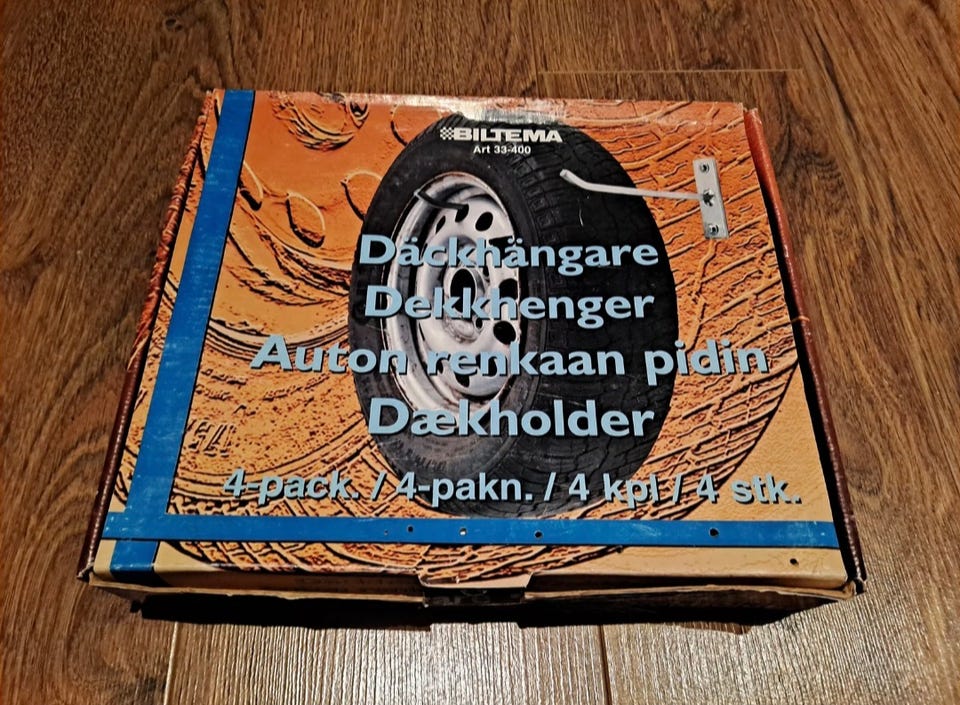 BILTEMA
Art 33-400
Däckhängare
Dekkhenger
Auton renkaan pidin
Dækholder
4-pack. / 4-pakn. / 4 kpl / 4 stk.